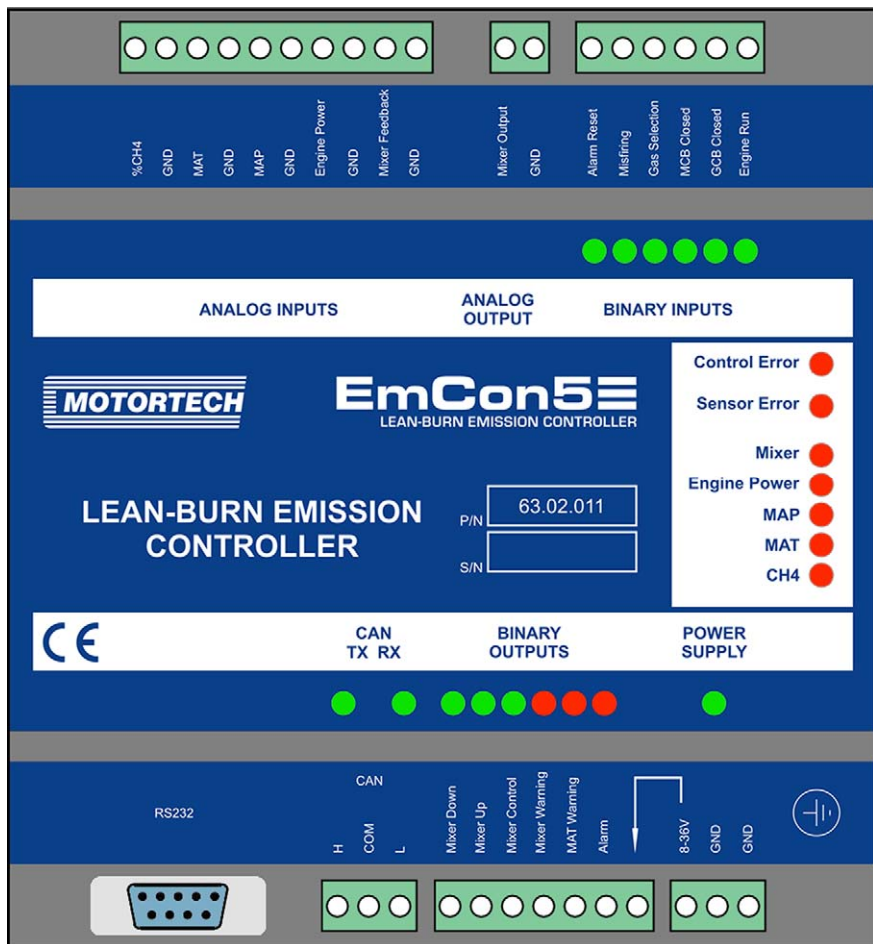 %CH4
GND
MAT
GND
MAP
GND
Engine Power
GND
Mixer Feedback
GND
Mixer Output
GND
Alarm Reset
Misfiring
Gas Selection
MCB Closed
GCB Closed
Engine Run
ANALOG INPUTS
ANALOG
OUTPUT
BINARY INPUTS
Control Error
Sensor Error
Mixer
Engine Power
MAP
MAT
CH4
MOTORTECH
EmCon5
LEAN-BURN EMISSION CONTROLLER
LEAN-BURN EMISSION
CONTROLLER
P/N 63.02.011
S/N
CE
CAN
TX RX
BINARY
OUTPUTS
POWER
SUPPLY
RS232
CAN
H
COM
L
Mixer Down
Mixer Up
Mixer Control
Mixer Warning
MAT Warning
Alarm
8-36V
GND
GND